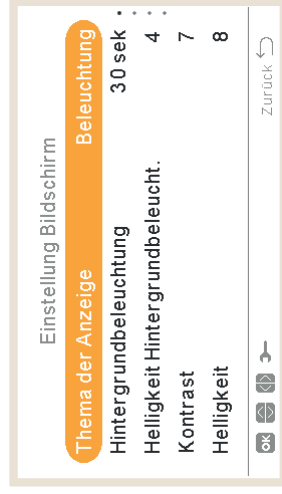 Einstellung Bildschirm
Thema der Anzeige Beleuchtung
Hintergrundbeleuchtung 30 sek
Helligkeit Hintergrundbeleucht. 4
Kontrast 7
Helligkeit 8
OK Zurück